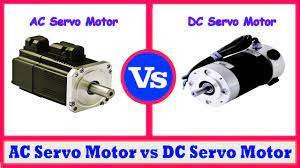 AC Servo Motor
DC Servo Motor
Vs
AC Servo Motor vs DC Servo Motor